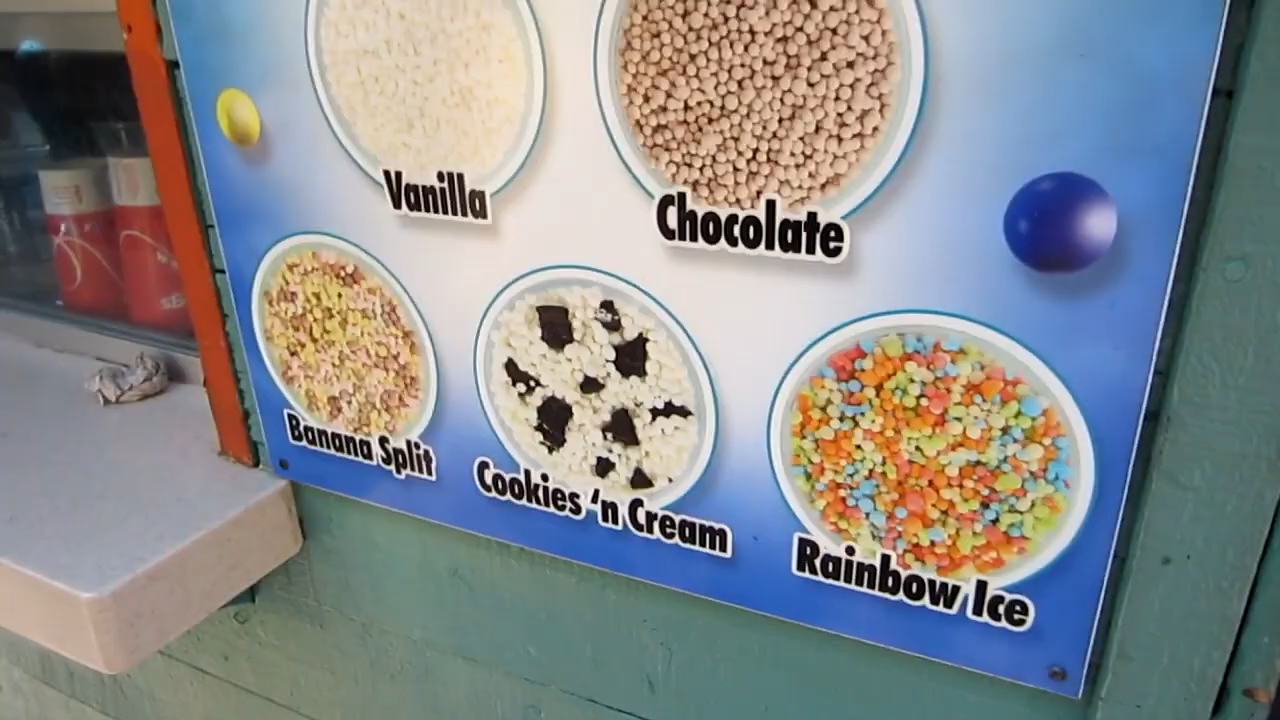 Vanilla
Chocolate
Banana Split
Cookies 'n Cream
Rainbow Ice